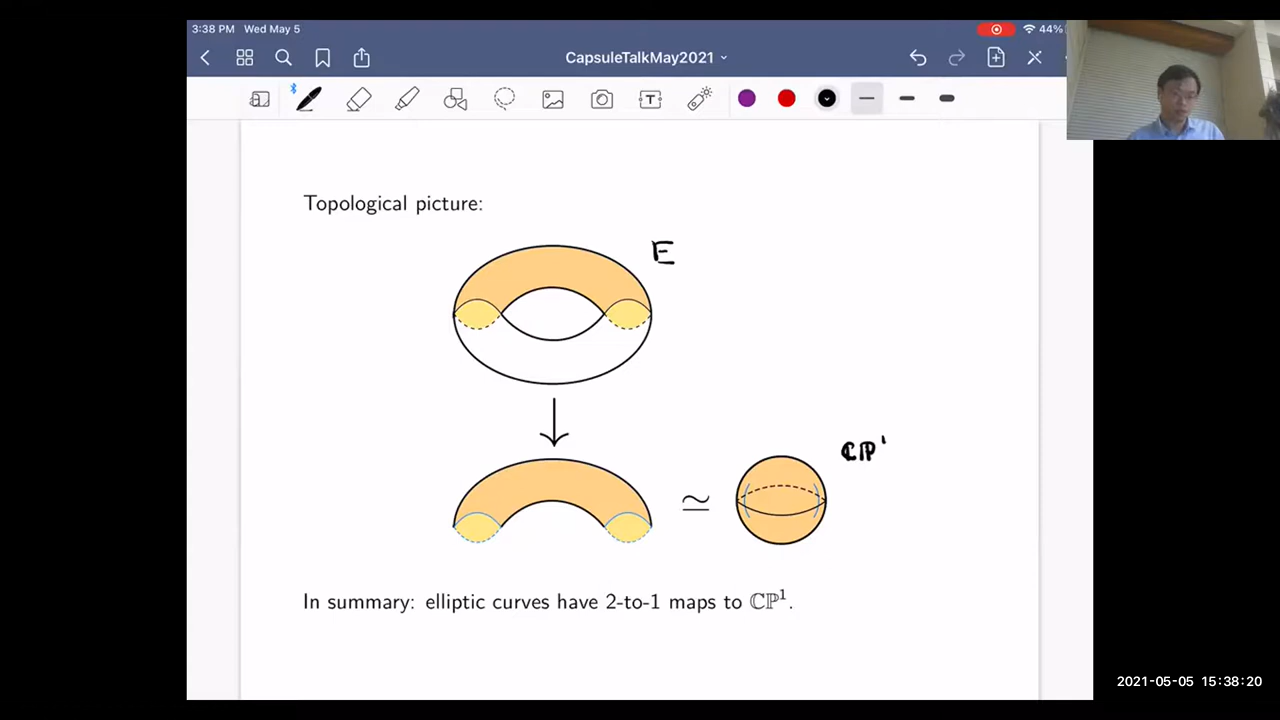 3:38 PM Wed May 5
44%
CapsuleTalkMay2021
T
Topological picture:
E
≃
ℂℙ¹
In summary: elliptic curves have 2-to-1 maps to ℂℙ¹.
2021-05-05 15:38:20